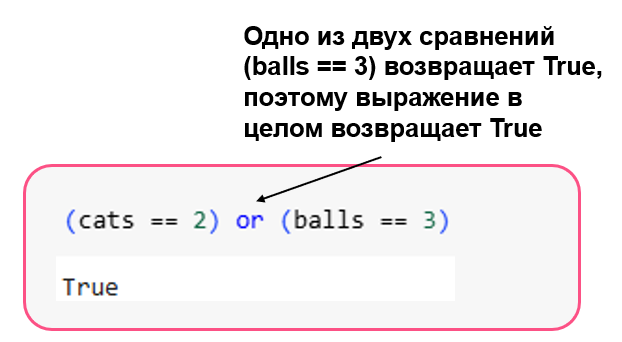 Одно из двух сравнений
(balls == 3) возвращает True,
поэтому выражение в
целом возвращает True
(cats == 2) or (balls == 3)
True